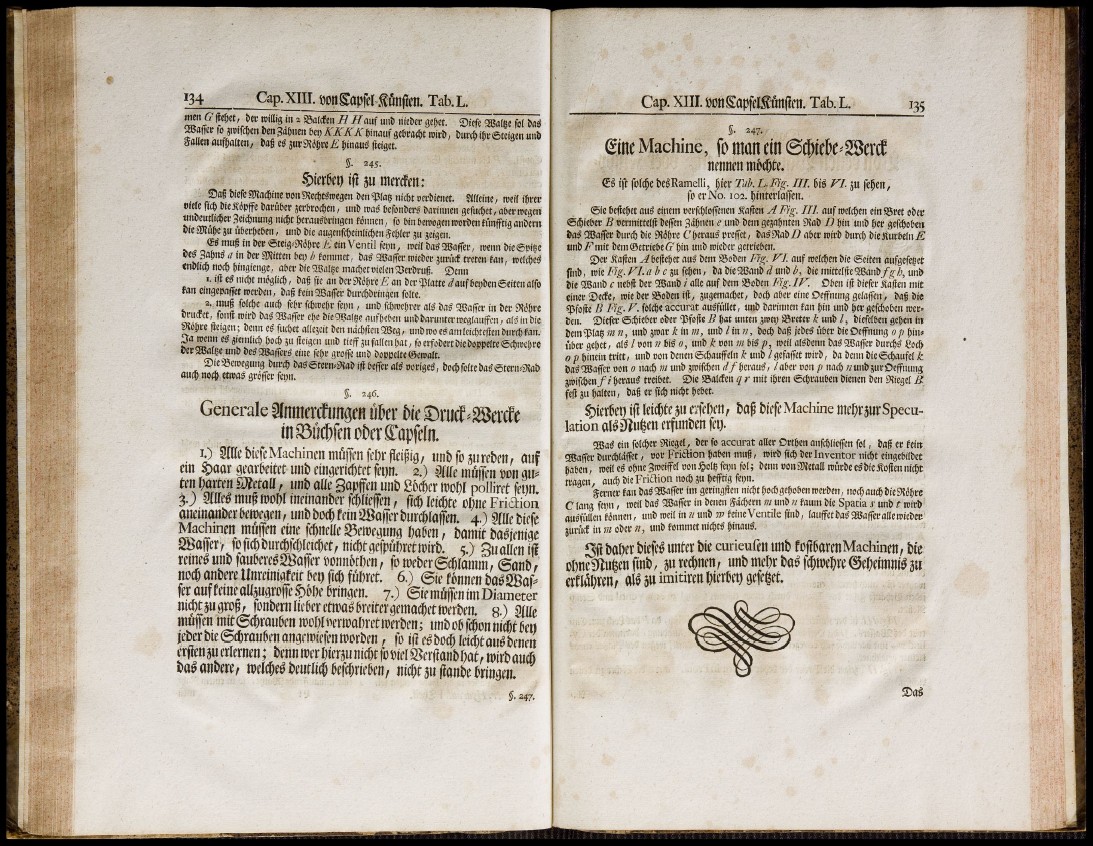 134 Cap. XIII. von Capsel-Künsten. Tab. L.
men G stehet, der willig in 2 Balcken H H auf und nieder gehet. Diese Waltze sol das
Wasser so zwischen den Zähnen bey K K K K hinauf gebracht wird, durch ihr Steigen und
Fallen aufhalten, daß es zur Röhre E hinaus steiget.
§. 245.
Hierbey ist zu mercken:
Daß diese Machine von Rechtswegen den Platz nicht verdienet. Alleine, weil ihrer
viele sich die Köpffe darüber zerbrochen, und was besonders darinnen gesuchet, aber wegen
undeutlicher Zeichnung nicht herausbringen können, so bin bewogen worden künfftig andern
die Mühe zu überheben, und die augenscheinlichen Fehler zu zeigen.
Es muß in der Steig-Röhre E ein Ventil seyn, weil das Wasser, wenn die Spitze
des Zahns a in der Mitten bey b kommet, das Wasser wieder zurück treten kan, welches
endlich noch hingienge, aber die Waltze machet vielen Verdruß. Denn
1. ist es nicht möglich, daß sie an der Röhre E an der Platte d auf beyden Seiten also
kan eingepasset werden, daß kein Wasser durchdringen solte.
2. muß solche auch sehr schwehr seyn, und schwehrer als das Wasser in der Röhre
drucket, sonst wird das Wasser ehe die Waltze aufheben und darunter weglauffen, als in die
Röhre steigen; denn es suchet allezeit den nächsten Weg, und wo es am leichtesten durch kan.
Ja wenn es ziemlich hoch zu steigen und tieff zu fallen hat, so erfodert die doppelte Schwehre
der Waltze und des Wassers eine sehr grosse und doppelte Gewalt.
Die Bewegung durch das Stern-Rad ist besser als voriges, doch solte das Stern-Rad
auch noch etwas grösser seyn.
§. 246.
Generale Anmerckungen über die Druck-Wercke
in Büchsen oder Capseln.
1.) Alle diese Machinen müssen sehr fleißig, und so zu reden, auf
ein Haar gearbeitet und eingerichtet seyn. 2.) Alle müssen von gu-
ten harten Metall, und alle Zapffen und Löcher wohl polliret seyn.
3.) Alles muß wohl ineinander schliessen, sich leichte ohne Friction
aneinander bewegen, und doch kein Wasser durchlassen. 4.) Alle diese
Machinen müssen eine schnelle Bewegung haben, damit dasjenige
Wasser, so sich durchschleichet, nicht gespühret wird. 5.) Zu allen ist
reines und sauberes Wasser vonnöthen, so weder Schlamm, Sand,
noch andere Unreinigkeit bey sich führet. 6.) Sie können das Was-
ser auf keine allzugrosse Höhe bringen. 7.) Sie müssen im Diameter
nicht zu groß, sondern lieber etwas breiter gemachet werden. 8.) Alle
müssen mit Schrauben wohl verwahret werden; und ob schon nicht bey
jeder die Schrauben angewiesen worden, so ist es doch leicht aus denen
ersten zu erlernen; denn wer hierzu nicht so viel Verstand hat, wird auch
das andere, welches deutlich beschrieben, nicht zu stande bringen.
§. 247.
Cap. XIII. von Capsel Künsten. Tab. L. 135
§. 247.
Eine Machine, so man ein Schiebe-Werck
nennen möchte.
Es ist solche des Ramelli, hier Tab. L. Fig. III. bis VI. zu sehen,
so er No. 102. hinterlassen.
Sie bestehet aus einem verschlossenen Kasten A Fig. III. auf welchen ein Bret oder
Schieber B vermittelst dessen Zähnen e und dem gezahnten Rad D hin und her geschoben
das Wasser durch die Röhre C heraus presset, das Rad D aber wird durch die Kurbeln E
und F mit dem Getriebe G hin und wieder getrieben.
Der Kasten A bestehet aus dem Boden Fig. VI. auf welchen die Seiten aufgesetzet
sind, wie Fig. VI. a b c zu sehen, da die Wand d und b, die mittelste Wand f g b, und
die Wand c nebst der Wand i alle auf dem Boden Fig. IV. Oben ist dieser Kasten mit
einer Decke, wie der Boden ist, zugemachet, doch aber eine Oeffnung gelassen, daß die
Pfoste B Fig. V. solche accurat ausfüllet, und darinnen kan hin und her geschoben wer-
den. Dieser Schieber oder Pfoste B hat unten zwey Breter k und l, dieselben gehen in
dem Platz m n, und zwar k in m, und l in n, doch daß jedes über die Oeffnung o p hin-
über gehet, als l von n bis o, und k von m bis p, weil alsdenn das Wasser durchs Loch
o p hinein tritt, und von denen Schauffeln k und l gefasset wird, da denn die Schaufel k
das Wasser von o nach m und zwischen d f heraus, l aber von p nach n und zur Oeffnung
zwischen f i heraus treibet. Die Balcken q r mit ihren Schrauben dienen den Riegel B
fest zu halten, daß er sich nicht hebet.
Hierbey ist leichte zu ersehen, daß diese Machine mehr zur Specu-
lation als Nutzen erfunden sey.
Was ein solcher Riegel, der so accurat aller Orthen anschliessen sol, daß er kein
Wasser durchlässet, vor Friction haben muß, wird sich der Inventor nicht eingebildet
haben, weil es ohne Zweiffel von Holtz seyn sol; denn von Metall würde es die Kosten nicht
tragen, auch die Friction noch zu hefftig seyn.
Ferner kan das Wasser im geringsten nicht hoch gehoben werden, noch auch die Röhre
C lang seyn, weil das Wasser in denen Fächern m und n kaum die Spatia s und t wird
ausfüllen können, und weil in n und m keine Ventile sind, lauffet das Wasser alle wieder
zurück in m oder n, und kommet nichts hinaus.
Ist daher dieses unter die curieusen und kostbaren Machinen, die
ohne Nutzen sind, zu rechnen, und mehr das schwehre Geheimnis zu
erklähren, als zu imitiren hierbey gesetzet.
Das